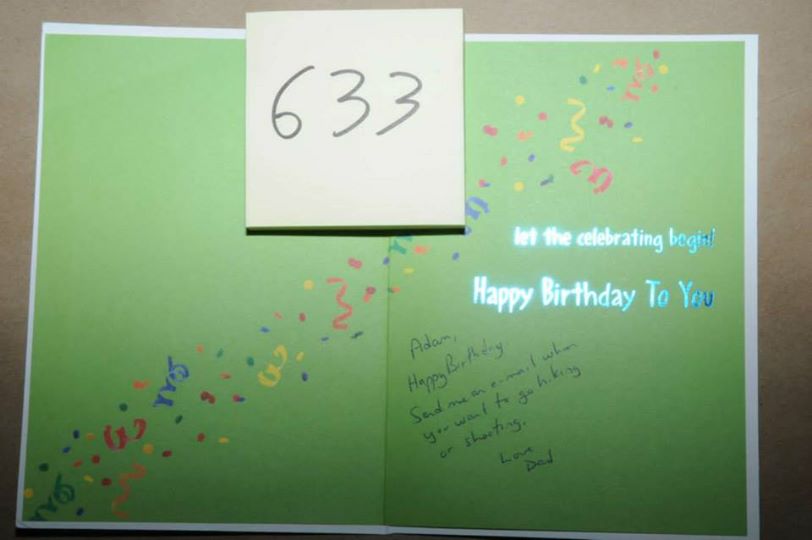 633
let the celebrating begin!
Happy Birthday To You
Adam,
Happy Birthday.
Send me an e-mail when
you want to go hiking
or shooting.
Love
Dad